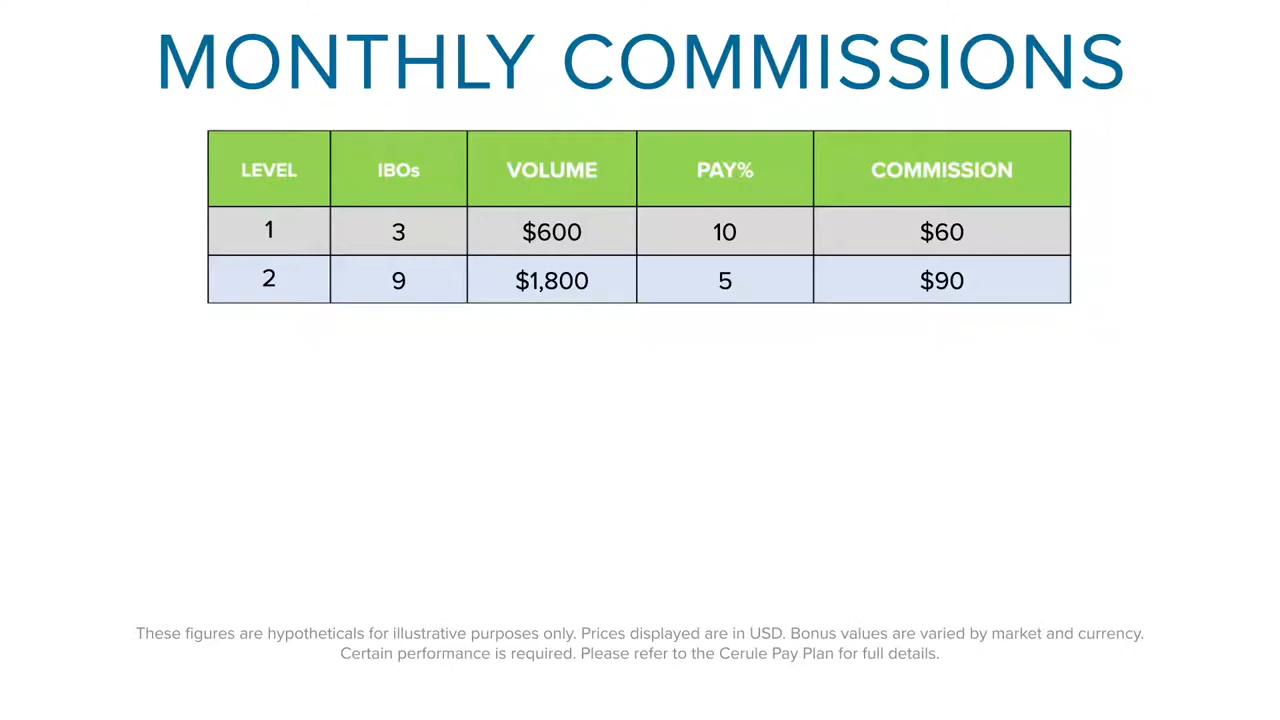 MONTHLY COMMISSIONS
LEVEL IBOs VOLUME PAY% COMMISSION
1 3 $600 10 $60
2 9 $1,800 5 $90
These figures are hypotheticals for illustrative purposes only. Prices displayed are in USD. Bonus values are varied by market and currency.
Certain performance is required. Please refer to the Cerule Pay Plan for full details.